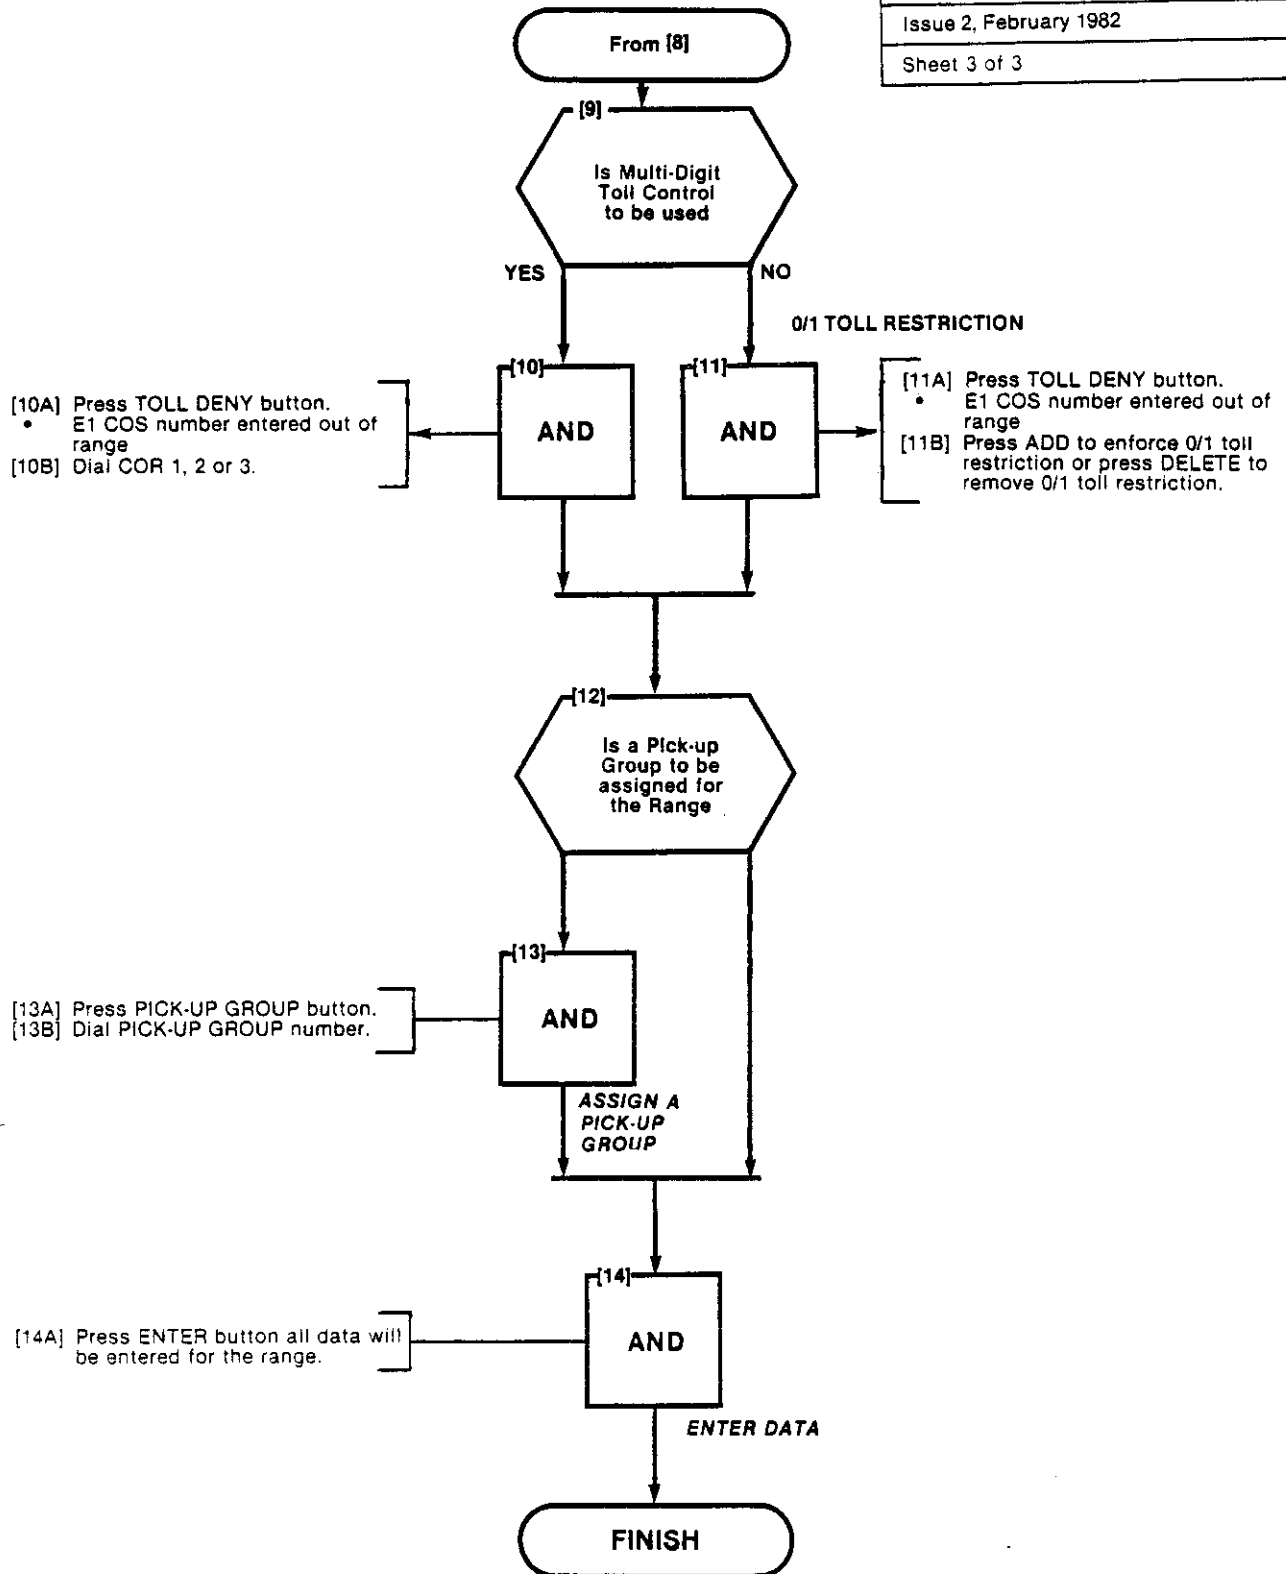 Issue 2, February 1982
Sheet 3 of 3
From [8]
[9]
Is Multi-Digit
Toll Control
to be used
YES
NO
0/1 TOLL RESTRICTION
[10]
AND
[11]
AND
[10A] Press TOLL DENY button.
• E1 COS number entered out of
range
[10B] Dial COR 1, 2 or 3.
[11A] Press TOLL DENY button.
• E1 COS number entered out of
range
[11B] Press ADD to enforce 0/1 toll
restriction or press DELETE to
remove 0/1 toll restriction.
[12]
Is a Pick-up
Group to be
assigned for
the Range
[13]
AND
[13A] Press PICK-UP GROUP button.
[13B] Dial PICK-UP GROUP number.
ASSIGN A
PICK-UP
GROUP
[14]
AND
[14A] Press ENTER button all data will
be entered for the range.
ENTER DATA
FINISH